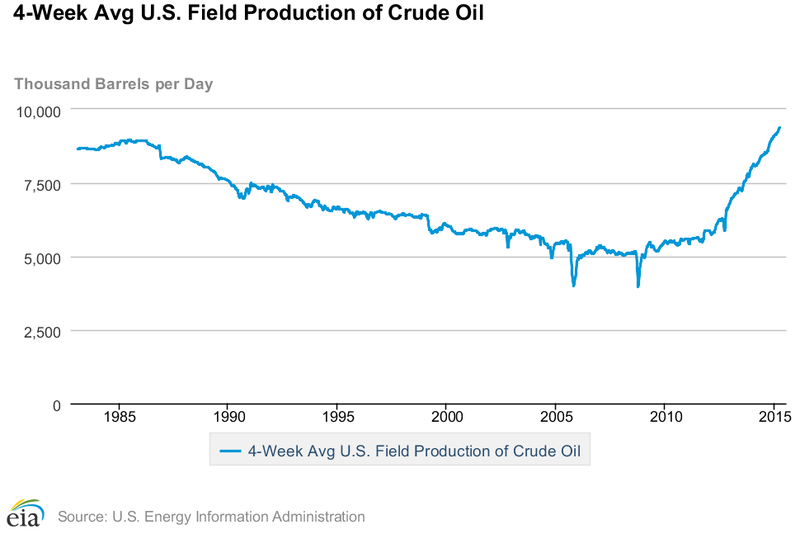 4-Week Avg U.S. Field Production of Crude Oil
Thousand Barrels per Day
10,000
7,500
5,000
2,500
0
1985 1990 1995 2000 2005 2010 2015
4-Week Avg U.S. Field Production of Crude Oil
eia Source: U.S. Energy Information Administration